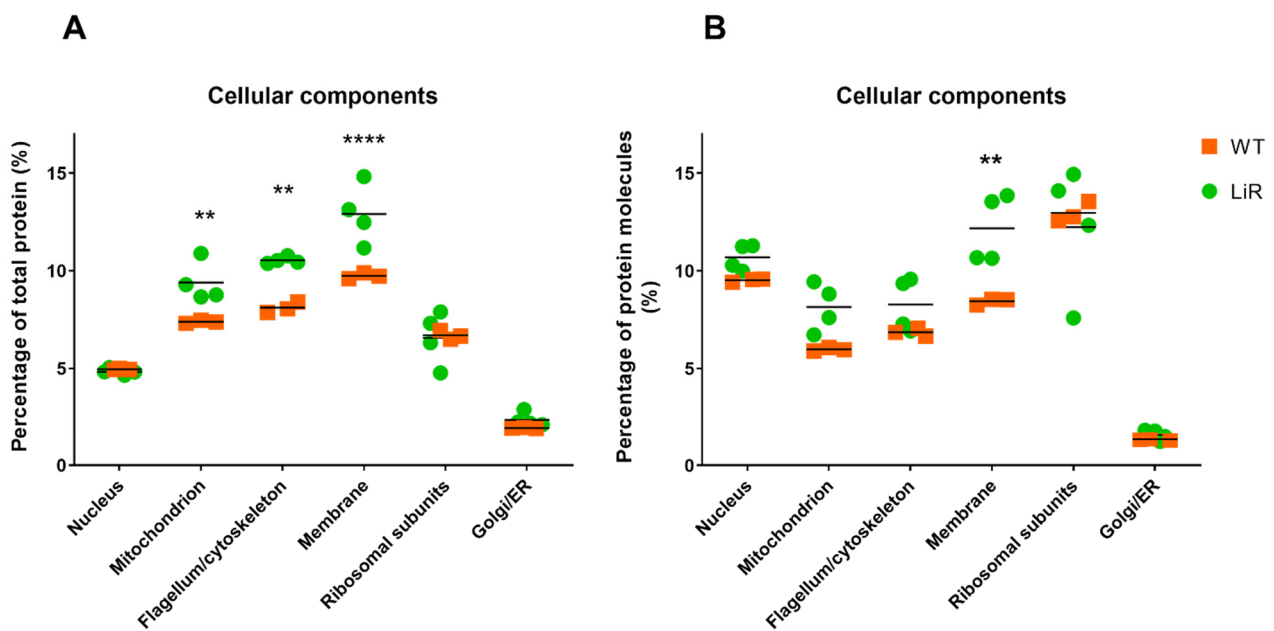 A
Cellular components
Percentage of total protein (%)
15
10
5
0
**
**
****
Nucleus
Mitochondrion
Flagellum/cytoskeleton
Membrane
Ribosomal subunits
Golgi/ER
B
Cellular components
Percentage of protein molecules
(%)
15
10
5
0
**
Nucleus
Mitochondrion
Flagellum/cytoskeleton
Membrane
Ribosomal subunits
Golgi/ER
WT
LiR